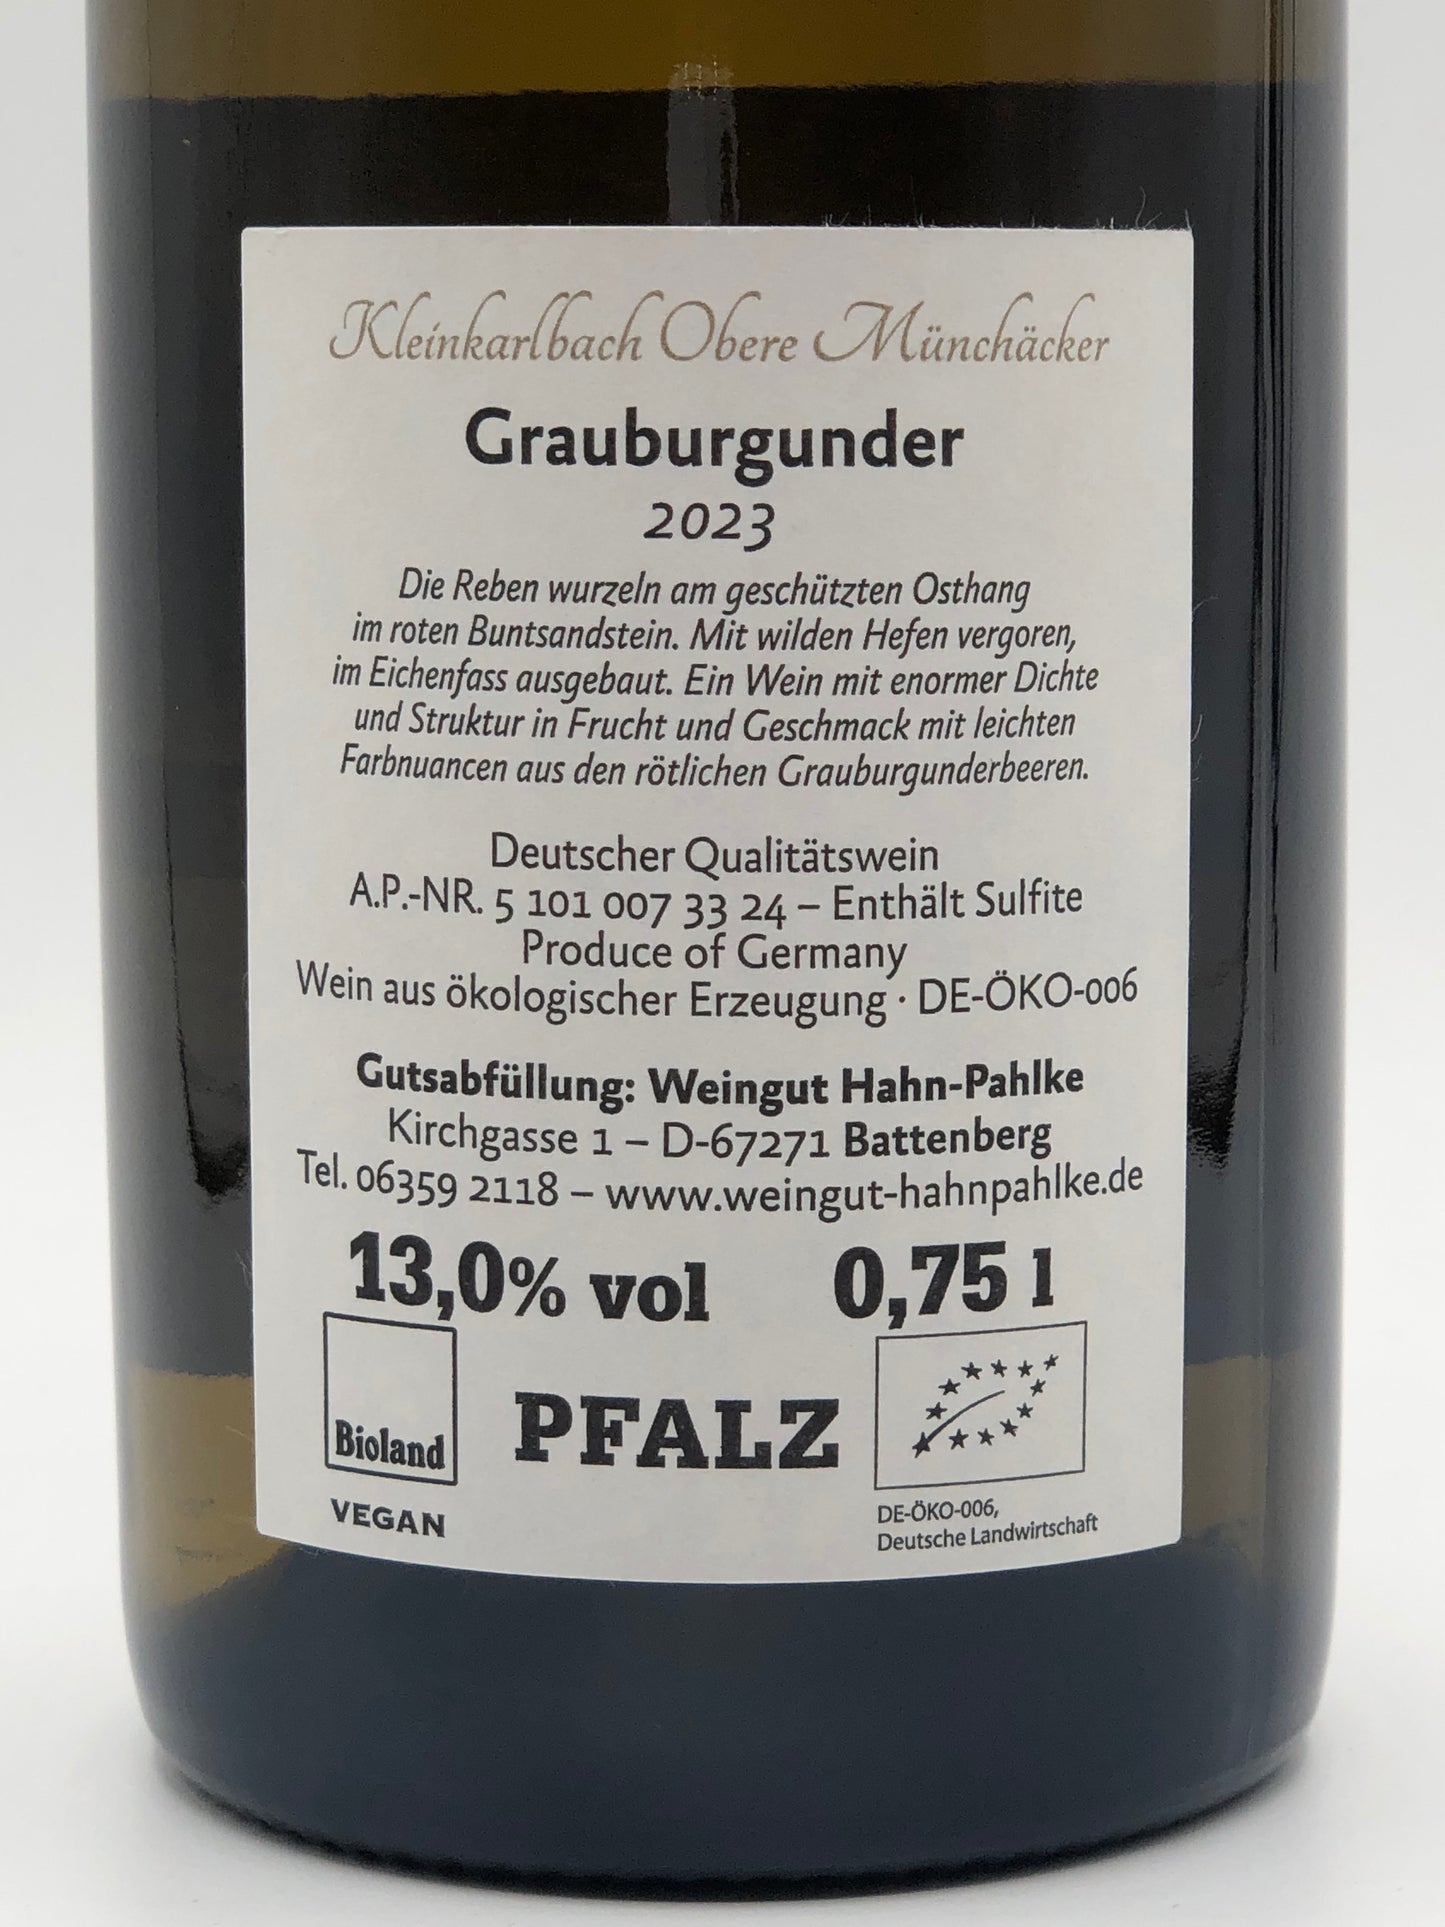 Kleinkarlbach Obere Münchäcker
Grauburgunder
2023
Die Reben wurzeln am geschützten Osthang
im roten Buntsandstein. Mit wilden Hefen vergoren,
im Eichenfass ausgebaut. Ein Wein mit enormer Dichte
und Struktur in Frucht und Geschmack mit leichten
Farbnuancen aus den rötlichen Grauburgunderbeeren.
Deutscher Qualitätswein
A.P.-NR. 5 101 007 33 24 – Enthält Sulfite
Produce of Germany
Wein aus ökologischer Erzeugung · DE-ÖKO-006
Gutsabfüllung: Weingut Hahn-Pahlke
Kirchgasse 1 – D-67271 Battenberg
Tel. 06359 2118 – www.weingut-hahnpahlke.de
13,0% vol 0,75 l
Bioland
VEGAN
PFALZ
DE-ÖKO-006,
Deutsche Landwirtschaft